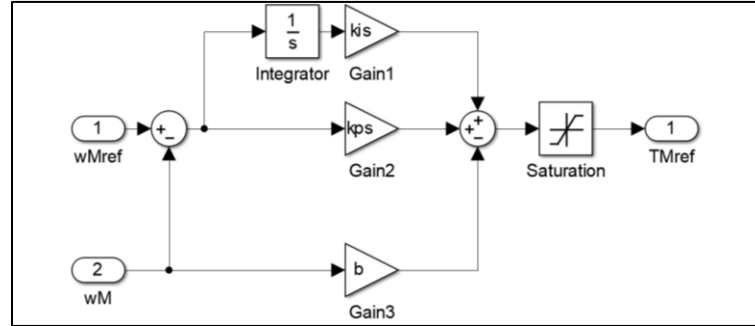 1
s
Integrator
kis
Gain1
1
wMref
+
−
kps
Gain2
+
+
−
Saturation
1
TMref
2
wM
b
Gain3